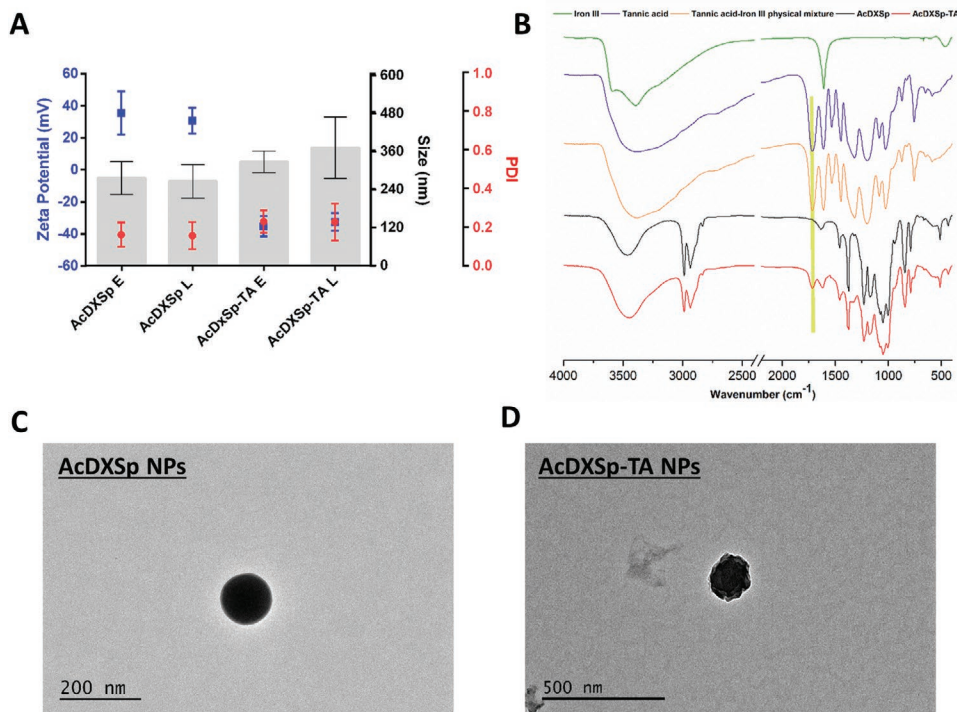 A
Zeta Potential (mV)
60
40
20
0
-20
-40
-60
600
480
360
240
120
0
Size (nm)
1.0
0.8
0.6
0.4
0.2
0.0
PDI
AcDXSp E
AcDXSp L
AcDxSp-TA E
AcDXSp-TA L
B
Iron III Tannic acid Tannic acid-Iron III physical mixture AcDXSp AcDXSp-TA
4000 3500 3000 2500 2000 1500 1000 500
Wavenumber (cm-1)
C
AcDXSp NPs
200 nm
D
AcDXSp-TA NPs
500 nm